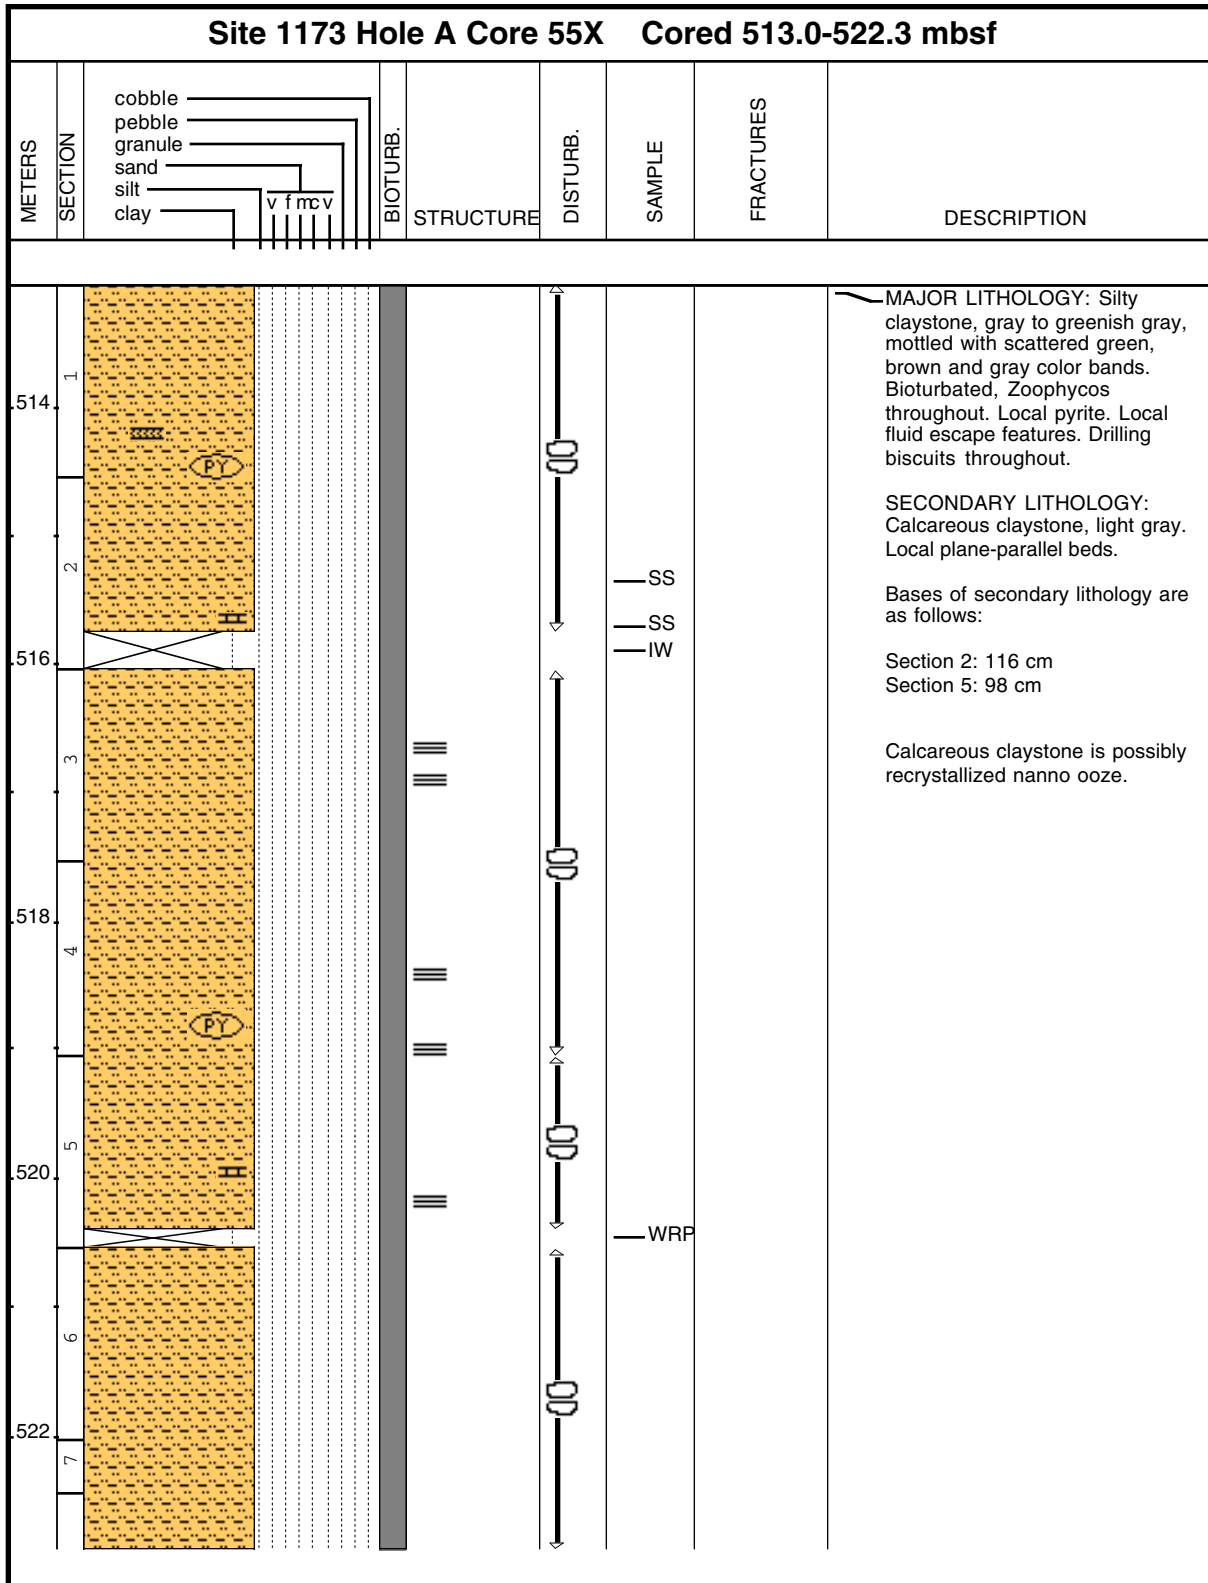 Site 1173 Hole A Core 55X Cored 513.0-522.3 mbsf
METERS
SECTION
cobble
pebble
granule
sand
silt
clay
v f m c v
BIOTURB.
STRUCTURE
DISTURB.
SAMPLE
FRACTURES
DESCRIPTION
MAJOR LITHOLOGY: Silty
claystone, gray to greenish gray,
mottled with scattered green,
brown and gray color bands.
Bioturbated, Zoophycos
throughout. Local pyrite. Local
fluid escape features. Drilling
biscuits throughout.
SECONDARY LITHOLOGY:
Calcareous claystone, light gray.
Local plane-parallel beds.
Bases of secondary lithology are
as follows:
Section 2: 116 cm
Section 5: 98 cm
Calcareous claystone is possibly
recrystallized nanno ooze.
1
514
PY
2
SS
SS
IW
516
3
518
4
PY
5
520
WRP
6
522
7